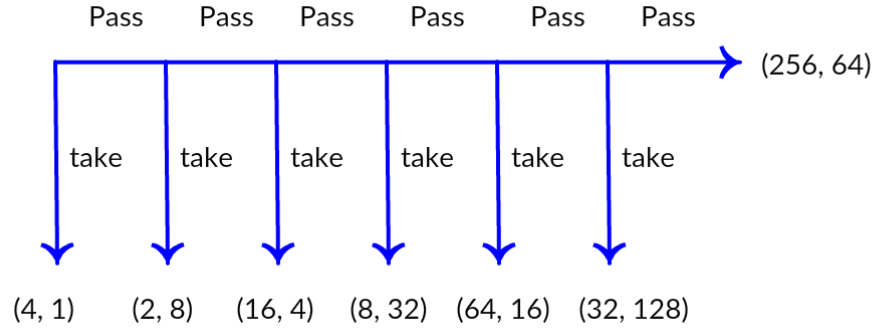 Pass Pass Pass Pass Pass Pass
(256, 64)
take take take take take take
(4, 1) (2, 8) (16, 4) (8, 32) (64, 16) (32, 128)